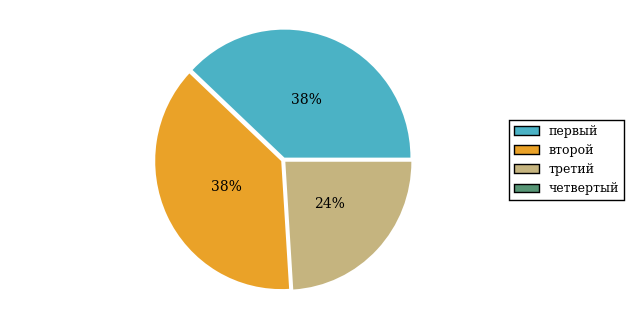 38%
38%
24%
первый
второй
третий
четвертый